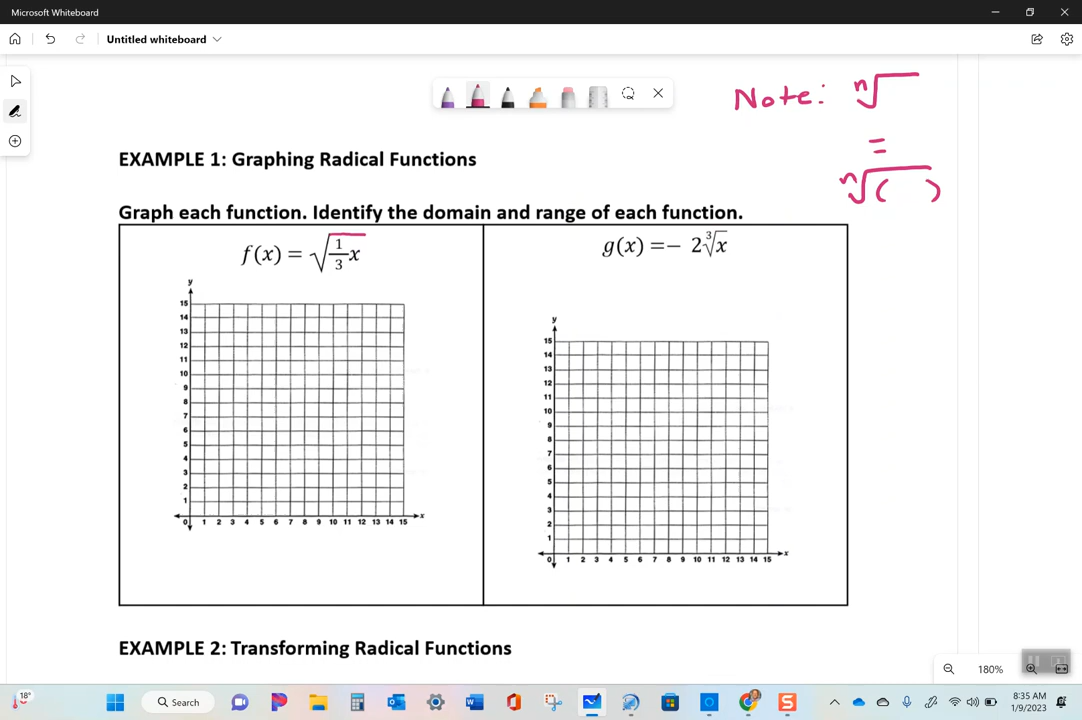 Microsoft Whiteboard
Untitled whiteboard
Note: ⁿ√
=
ⁿ√( )
EXAMPLE 1: Graphing Radical Functions
Graph each function. Identify the domain and range of each function.
f(x) = √(1/3 x)
g(x) =− 2∛x
y
15
14
13
12
11
10
9
8
7
6
5
4
3
2
1
0 1 2 3 4 5 6 7 8 9 10 11 12 13 14 15 x
y
15
14
13
12
11
10
9
8
7
6
5
4
3
2
1
0 1 2 3 4 5 6 7 8 9 10 11 12 13 14 15 x
EXAMPLE 2: Transforming Radical Functions
180%
18°
Search
8:35 AM
1/9/2023